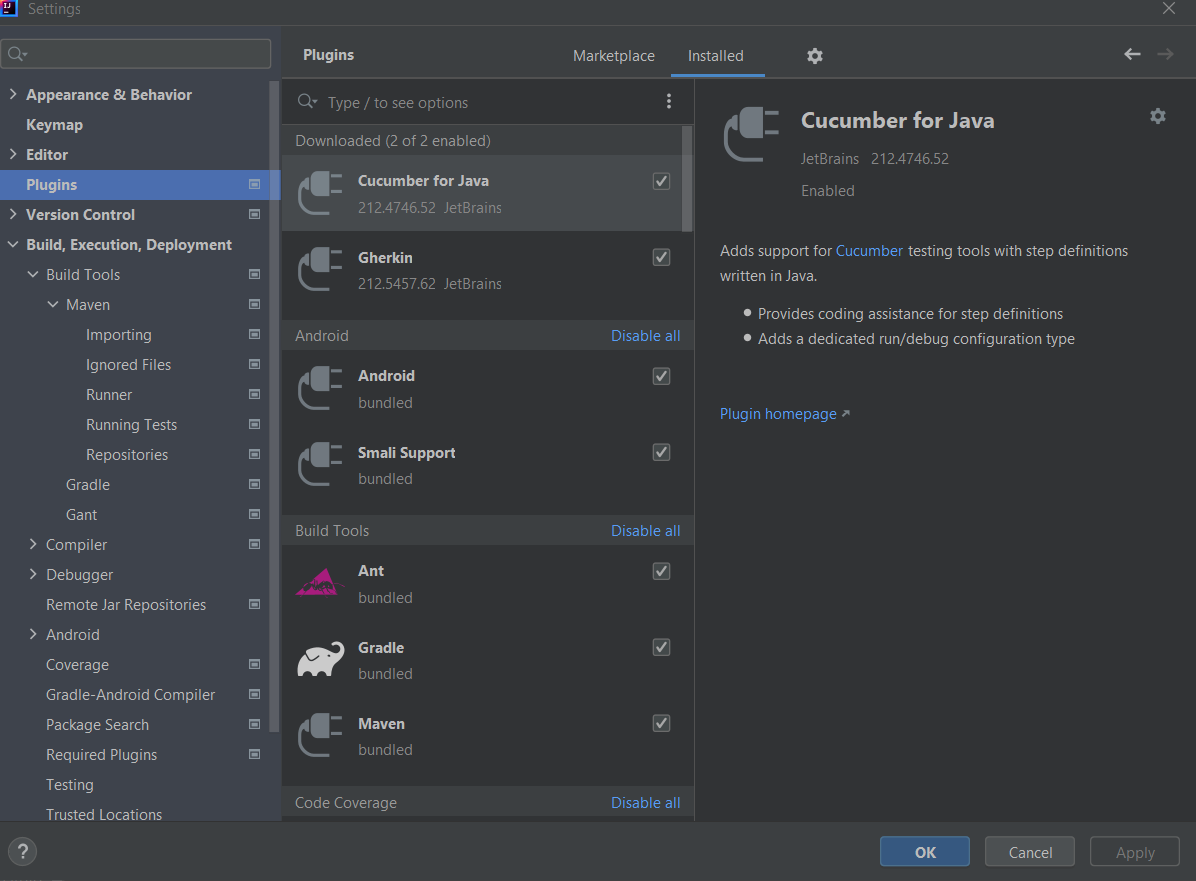 Settings
Plugins
Marketplace
Installed
Appearance & Behavior
Keymap
Editor
Plugins
Version Control
Build, Execution, Deployment
Build Tools
Maven
Importing
Ignored Files
Runner
Running Tests
Repositories
Gradle
Gant
Compiler
Debugger
Remote Jar Repositories
Android
Coverage
Gradle-Android Compiler
Package Search
Required Plugins
Testing
Trusted Locations
Type / to see options
Downloaded (2 of 2 enabled)
Cucumber for Java
212.4746.52 JetBrains
Gherkin
212.5457.62 JetBrains
Android Disable all
Android
bundled
Smali Support
bundled
Build Tools Disable all
Ant
bundled
Gradle
bundled
Maven
bundled
Code Coverage Disable all
Cucumber for Java
JetBrains 212.4746.52
Enabled
Adds support for Cucumber testing tools with step definitions
written in Java.
Provides coding assistance for step definitions
Adds a dedicated run/debug configuration type
Plugin homepage
?
OK
Cancel
Apply